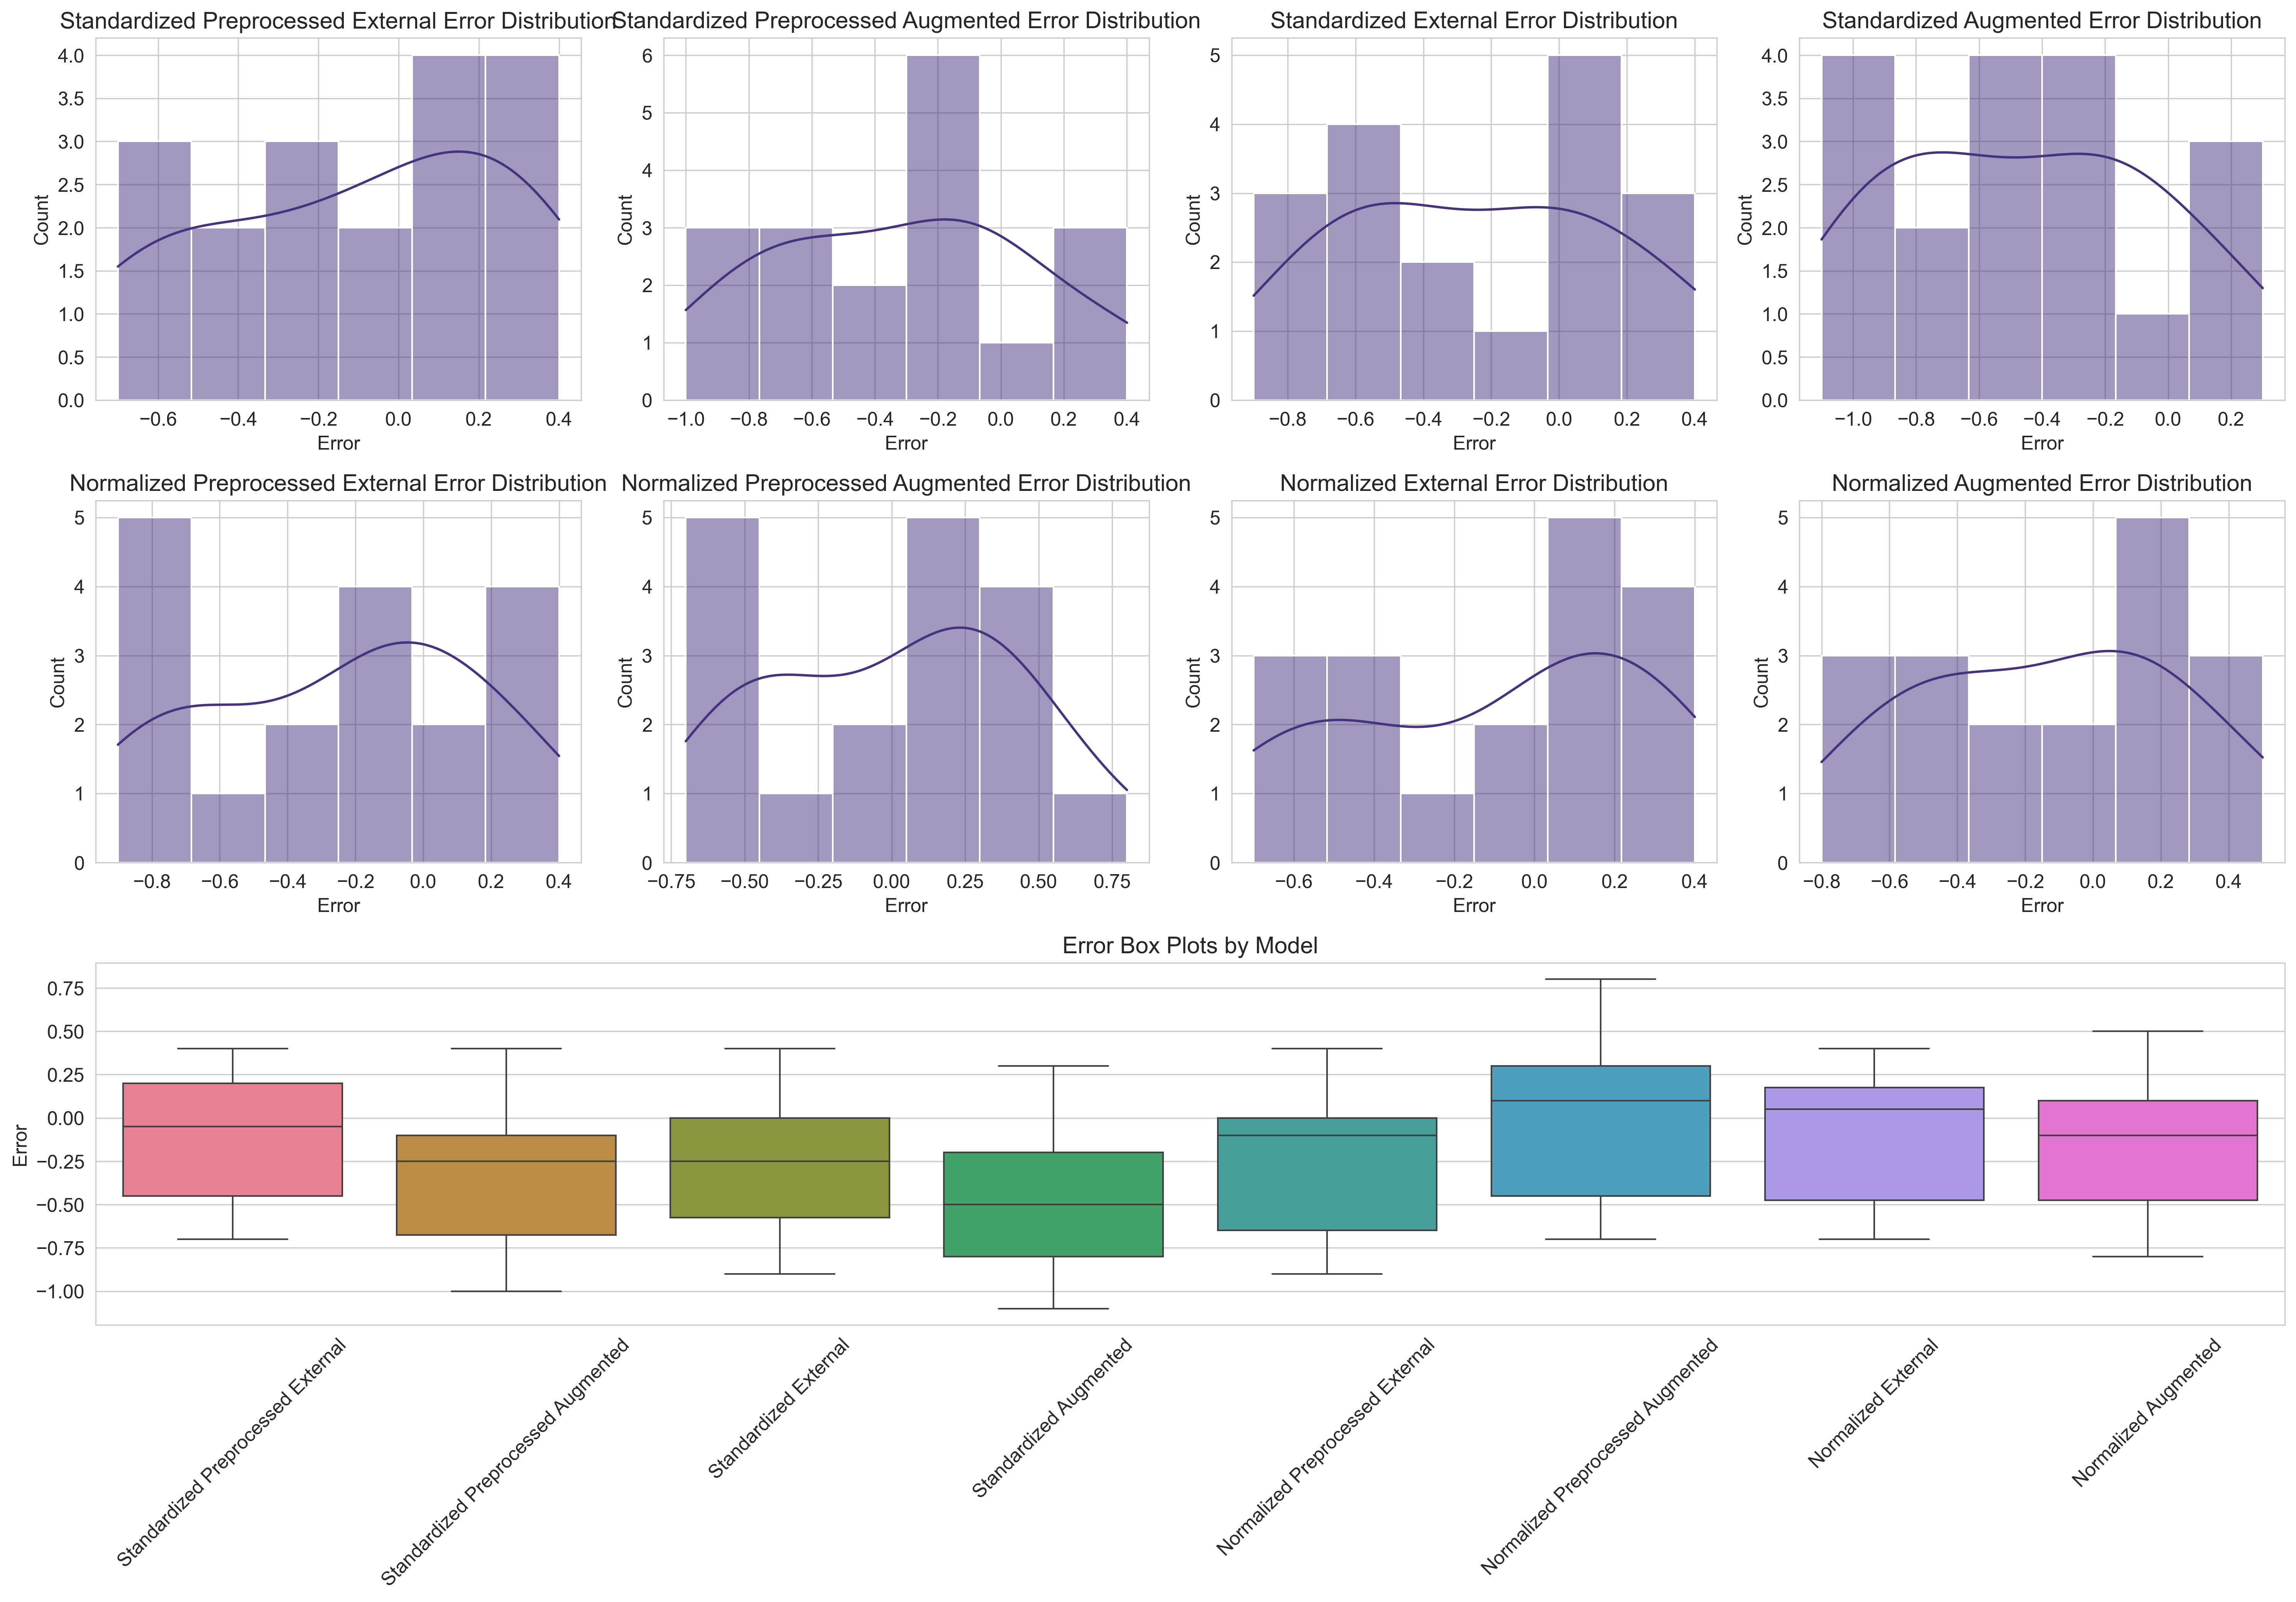 Standardized Preprocessed External Error Distribution
Standardized Preprocessed Augmented Error Distribution
Standardized External Error Distribution
Standardized Augmented Error Distribution
Count
4.0
3.5
3.0
2.5
2.0
1.5
1.0
0.5
0.0
−0.6 −0.4 −0.2 0.0 0.2 0.4
Error
Count
6
5
4
3
2
1
0
−1.0 −0.8 −0.6 −0.4 −0.2 0.0 0.2 0.4
Error
Count
5
4
3
2
1
0
−0.8 −0.6 −0.4 −0.2 0.0 0.2 0.4
Error
Count
4.0
3.5
3.0
2.5
2.0
1.5
1.0
0.5
0.0
−1.0 −0.8 −0.6 −0.4 −0.2 0.0 0.2
Error
Normalized Preprocessed External Error Distribution
Normalized Preprocessed Augmented Error Distribution
Normalized External Error Distribution
Normalized Augmented Error Distribution
Count
5
4
3
2
1
0
−0.8 −0.6 −0.4 −0.2 0.0 0.2 0.4
Error
Count
5
4
3
2
1
0
−0.75 −0.50 −0.25 0.00 0.25 0.50 0.75
Error
Count
5
4
3
2
1
0
−0.6 −0.4 −0.2 0.0 0.2 0.4
Error
Count
5
4
3
2
1
0
−0.8 −0.6 −0.4 −0.2 0.0 0.2 0.4
Error
Error Box Plots by Model
Error
0.75
0.50
0.25
0.00
−0.25
−0.50
−0.75
−1.00
Standardized Preprocessed External
Standardized Preprocessed Augmented
Standardized External
Standardized Augmented
Normalized Preprocessed External
Normalized Preprocessed Augmented
Normalized External
Normalized Augmented